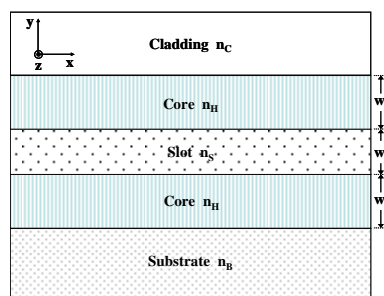 y
Cladding n_C
z x
Core n_H
w
Slot n_S
w
Core n_H
w
Substrate n_B